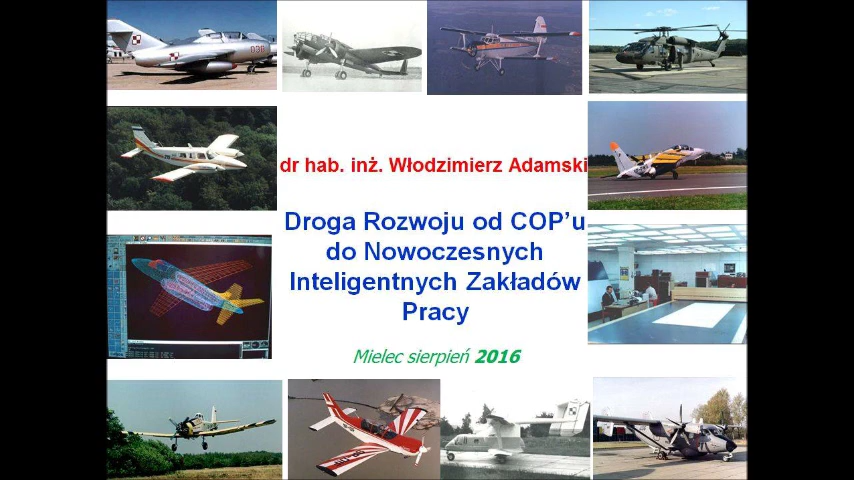 dr hab. inż. Włodzimierz Adamski
Droga Rozwoju od COP’u
do Nowoczesnych
Inteligentnych Zakładów
Pracy
Mielec sierpień 2016